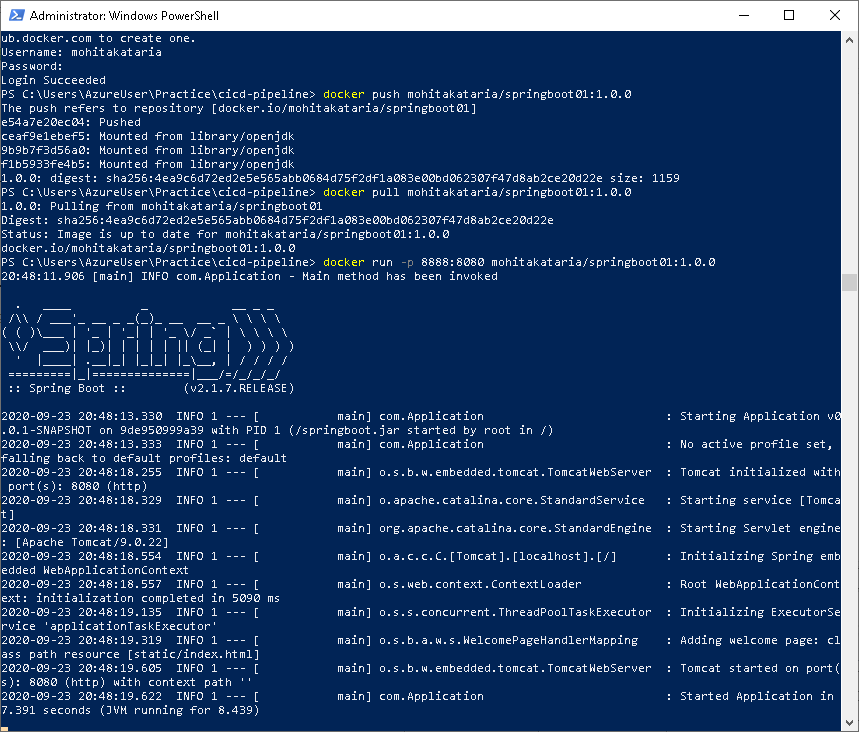 Administrator: Windows PowerShell
ub.docker.com to create one.
Username: mohitakataria
Password:
Login Succeeded
PS C:\Users\AzureUser\Practice\cicd-pipeline> docker push mohitakataria/springboot01:1.0.0
The push refers to repository [docker.io/mohitakataria/springboot01]
e54a7e20ec04: Pushed
ceaf9e1ebef5: Mounted from library/openjdk
9b9b7f3d56a0: Mounted from library/openjdk
f1b5933fe4b5: Mounted from library/openjdk
1.0.0: digest: sha256:4ea9c6d72ed2e5e565abb0684d75f2df1a083e00bd062307f47d8ab2ce20d22e size: 1159
PS C:\Users\AzureUser\Practice\cicd-pipeline> docker pull mohitakataria/springboot01:1.0.0
1.0.0: Pulling from mohitakataria/springboot01
Digest: sha256:4ea9c6d72ed2e5e565abb0684d75f2df1a083e00bd062307f47d8ab2ce20d22e
Status: Image is up to date for mohitakataria/springboot01:1.0.0
docker.io/mohitakataria/springboot01:1.0.0
PS C:\Users\AzureUser\Practice\cicd-pipeline> docker run -p 8888:8080 mohitakataria/springboot01:1.0.0
20:48:11.906 [main] INFO com.Application - Main method has been invoked
Spring
:: Spring Boot ::        (v2.1.7.RELEASE)
2020-09-23 20:48:13.330  INFO 1 --- [           main] com.Application                          : Starting Application v0
.0.1-SNAPSHOT on 9de950999a39 with PID 1 (/springboot.jar started by root in /)
2020-09-23 20:48:13.333  INFO 1 --- [           main] com.Application                          : No active profile set,
falling back to default profiles: default
2020-09-23 20:48:18.255  INFO 1 --- [           main] o.s.b.w.embedded.tomcat.TomcatWebServer  : Tomcat initialized with
 port(s): 8080 (http)
2020-09-23 20:48:18.329  INFO 1 --- [           main] o.apache.catalina.core.StandardService   : Starting service [Tomca
t]
2020-09-23 20:48:18.331  INFO 1 --- [           main] org.apache.catalina.core.StandardEngine  : Starting Servlet engine
: [Apache Tomcat/9.0.22]
2020-09-23 20:48:18.554  INFO 1 --- [           main] o.a.c.c.C.[Tomcat].[localhost].[/]       : Initializing Spring emb
edded WebApplicationContext
2020-09-23 20:48:18.557  INFO 1 --- [           main] o.s.web.context.ContextLoader            : Root WebApplicationCont
ext: initialization completed in 5090 ms
2020-09-23 20:48:19.135  INFO 1 --- [           main] o.s.s.concurrent.ThreadPoolTaskExecutor  : Initializing ExecutorSe
rvice 'applicationTaskExecutor'
2020-09-23 20:48:19.319  INFO 1 --- [           main] o.s.b.a.w.s.WelcomePageHandlerMapping    : Adding welcome page: cl
ass path resource [static/index.html]
2020-09-23 20:48:19.605  INFO 1 --- [           main] o.s.b.w.embedded.tomcat.TomcatWebServer  : Tomcat started on port(
s): 8080 (http) with context path ''
2020-09-23 20:48:19.622  INFO 1 --- [           main] com.Application                          : Started Application in
7.391 seconds (JVM running for 8.439)